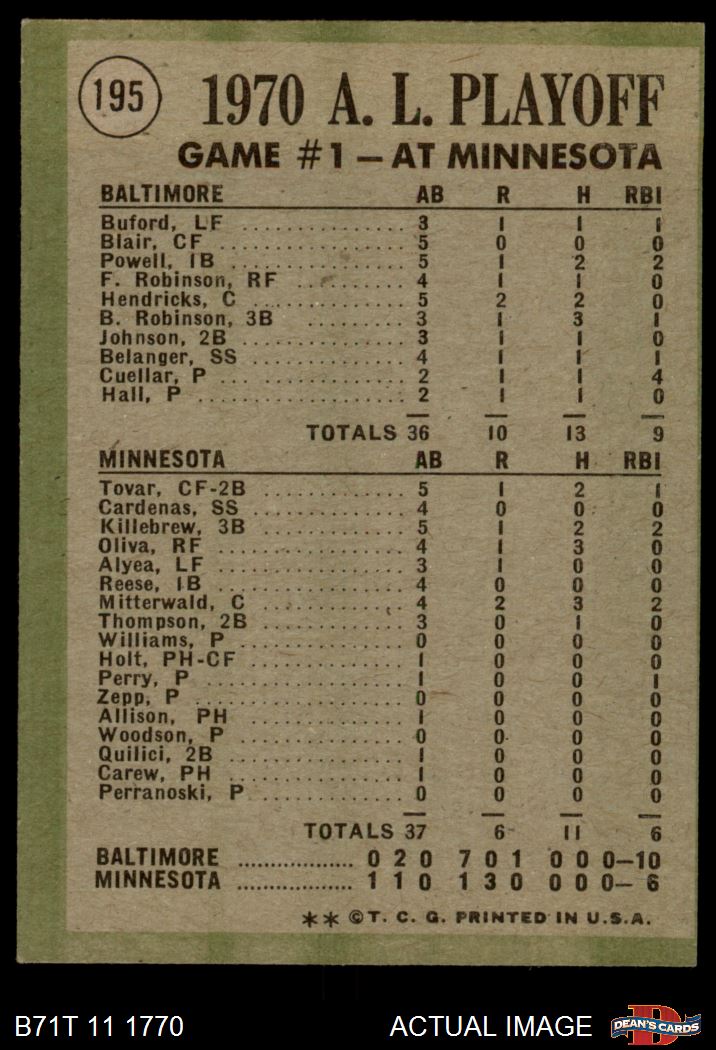 195
1970 A. L. PLAYOFF
GAME #1 – AT MINNESOTA
BALTIMORE AB R H RBI
Buford, LF .............. 3 1 1 1
Blair, CF ................ 5 0 0 0
Powell, 1B .............. 5 1 2 2
F. Robinson, RF ......... 4 1 1 0
Hendricks, C ............ 5 2 2 0
B. Robinson, 3B ........ 3 1 3 1
Johnson, 2B ............. 3 1 1 0
Belanger, SS ............ 4 1 1 1
Cuellar, P ............... 2 1 1 4
Hall, P .................. 2 1 1 0
TOTALS 36 10 13 9
MINNESOTA AB R H RBI
Tovar, CF-2B ............ 5 1 2 1
Cardenas, SS ............ 4 0 0 0
Killebrew, 3B ........... 5 1 2 2
Oliva, RF ................ 4 1 3 0
Alyea, LF ................ 3 1 0 0
Reese, 1B ............... 4 0 0 0
Mitterwald, C ........... 4 2 3 2
Thompson, 2B ........... 3 0 1 0
Williams, P .............. 0 0 0 0
Holt, PH-CF ............. 1 0 0 0
Perry, P ................. 1 0 0 1
Zepp, P .................. 0 0 0 0
Allison, PH .............. 1 0 0 0
Woodson, P .............. 0 0 0 0
Quilici, 2B .............. 1 0 0 0
Carew, PH ............... 1 0 0 0
Perranoski, P ............ 0 0 0 0
TOTALS 37 6 11 6
BALTIMORE .................. 0 2 0 7 0 1 0 0 0–10
MINNESOTA .................. 1 1 0 1 3 0 0 0 0– 6
** ©T. C. G. PRINTED IN U.S.A.
B71T 11 1770 ACTUAL IMAGE D DEAN'S CARDS